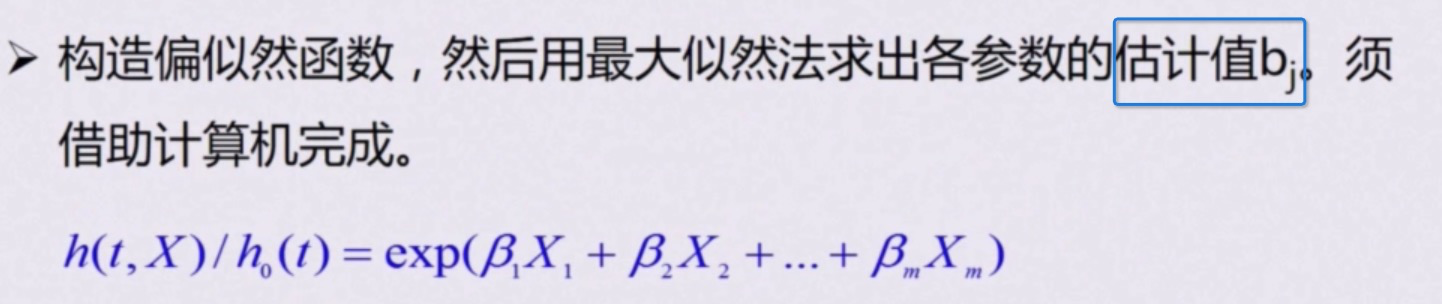 ➢ 构造偏似然函数，然后用最大似然法求出各参数的估计值bj。须
借助计算机完成。
h(t, X) / h₀(t) = exp(β₁X₁ + β₂X₂ + ... + βₘXₘ)